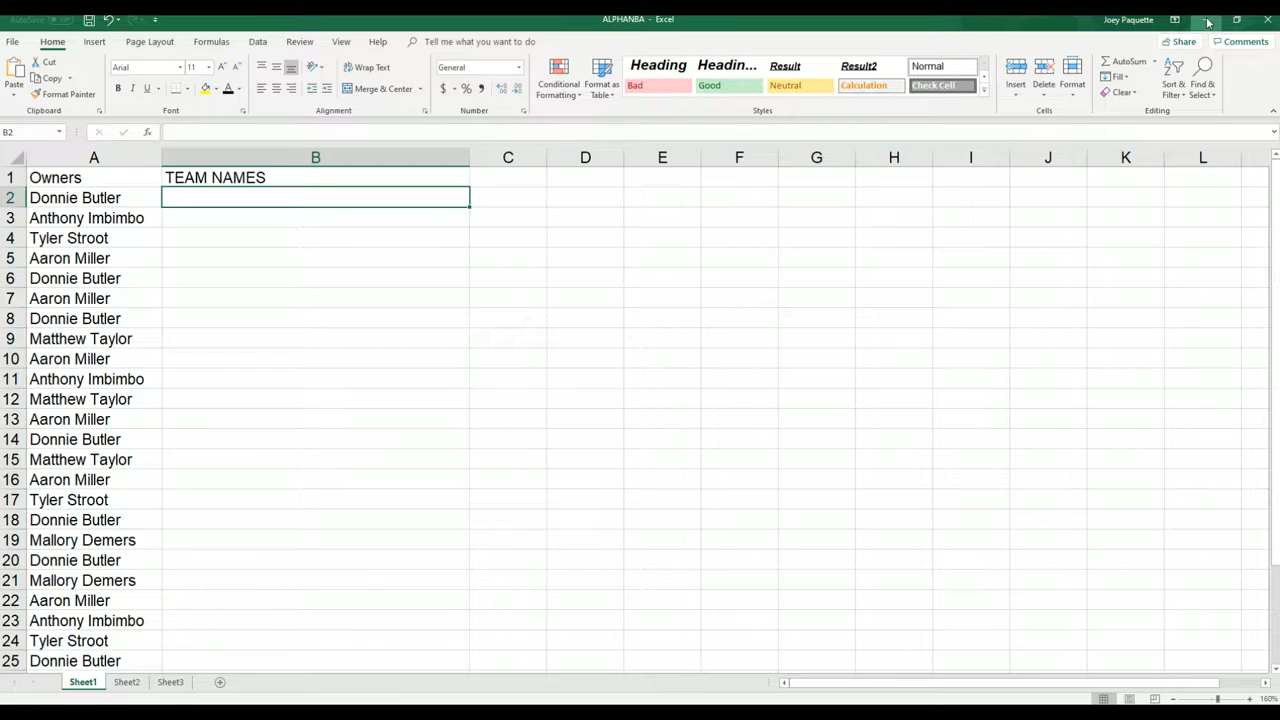 AutoSave Off ALPHANBA - Excel Joey Paquette
File Home Insert Page Layout Formulas Data Review View Help Tell me what you want to do Share Comments
Paste Cut Copy Format Painter Clipboard
Arial 11 A A B I U A Font
Wrap Text Merge & Center Alignment
General $ % , Number
Conditional Formatting Format as Table
Heading Headin... Result Result2 Normal
Bad Good Neutral Calculation Check Cell
Styles
Insert Delete Format Cells
AutoSum Fill Clear Sort & Filter Find & Select Editing
B2 fx
A B C D E F G H I J K L
1 Owners TEAM NAMES
2 Donnie Butler
3 Anthony Imbimbo
4 Tyler Stroot
5 Aaron Miller
6 Donnie Butler
7 Aaron Miller
8 Donnie Butler
9 Matthew Taylor
10 Aaron Miller
11 Anthony Imbimbo
12 Matthew Taylor
13 Aaron Miller
14 Donnie Butler
15 Matthew Taylor
16 Aaron Miller
17 Tyler Stroot
18 Donnie Butler
19 Mallory Demers
20 Donnie Butler
21 Mallory Demers
22 Aaron Miller
23 Anthony Imbimbo
24 Tyler Stroot
25 Donnie Butler
Sheet1 Sheet2 Sheet3
160%